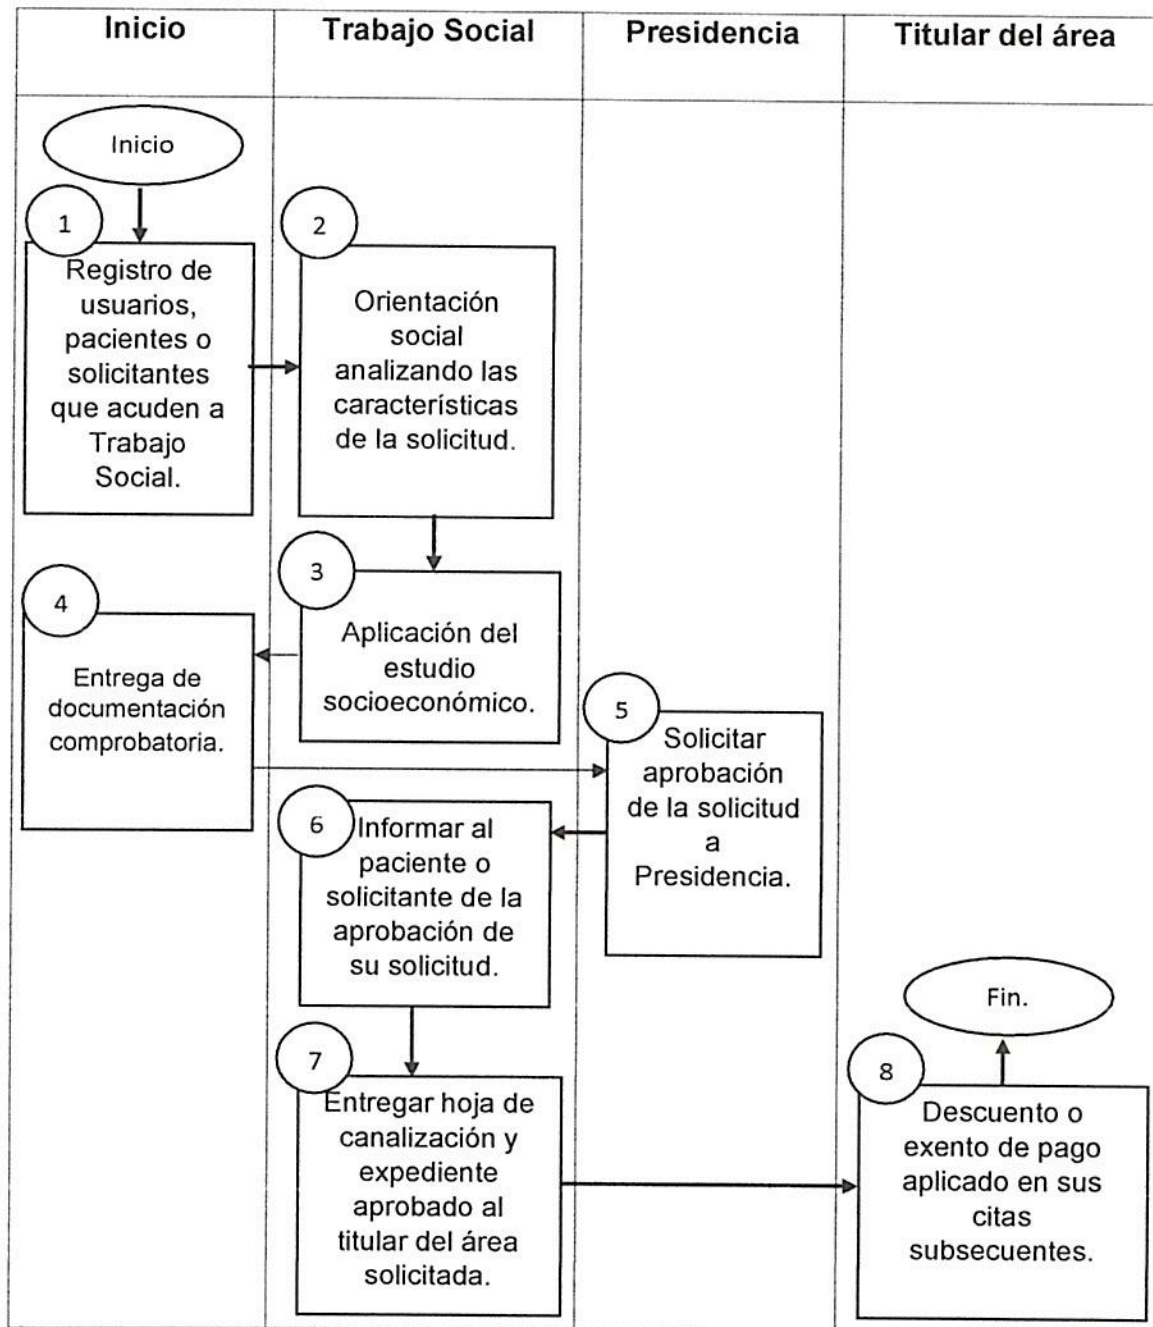 Inicio
Trabajo Social
Presidencia
Titular del área
Inicio
1
Registro de
usuarios,
pacientes o
solicitantes
que acuden a
Trabajo
Social.
2
Orientación
social
analizando las
características
de la solicitud.
3
Aplicación del
estudio
socioeconómico.
4
Entrega de
documentación
comprobatoria.
5
Solicitar
aprobación
de la solicitud
a
Presidencia.
6
Informar al
paciente o
solicitante de la
aprobación de
su solicitud.
7
Entregar hoja de
canalización y
expediente
aprobado al
titular del área
solicitada.
8
Descuento o
exento de pago
aplicado en sus
citas
subsecuentes.
Fin.